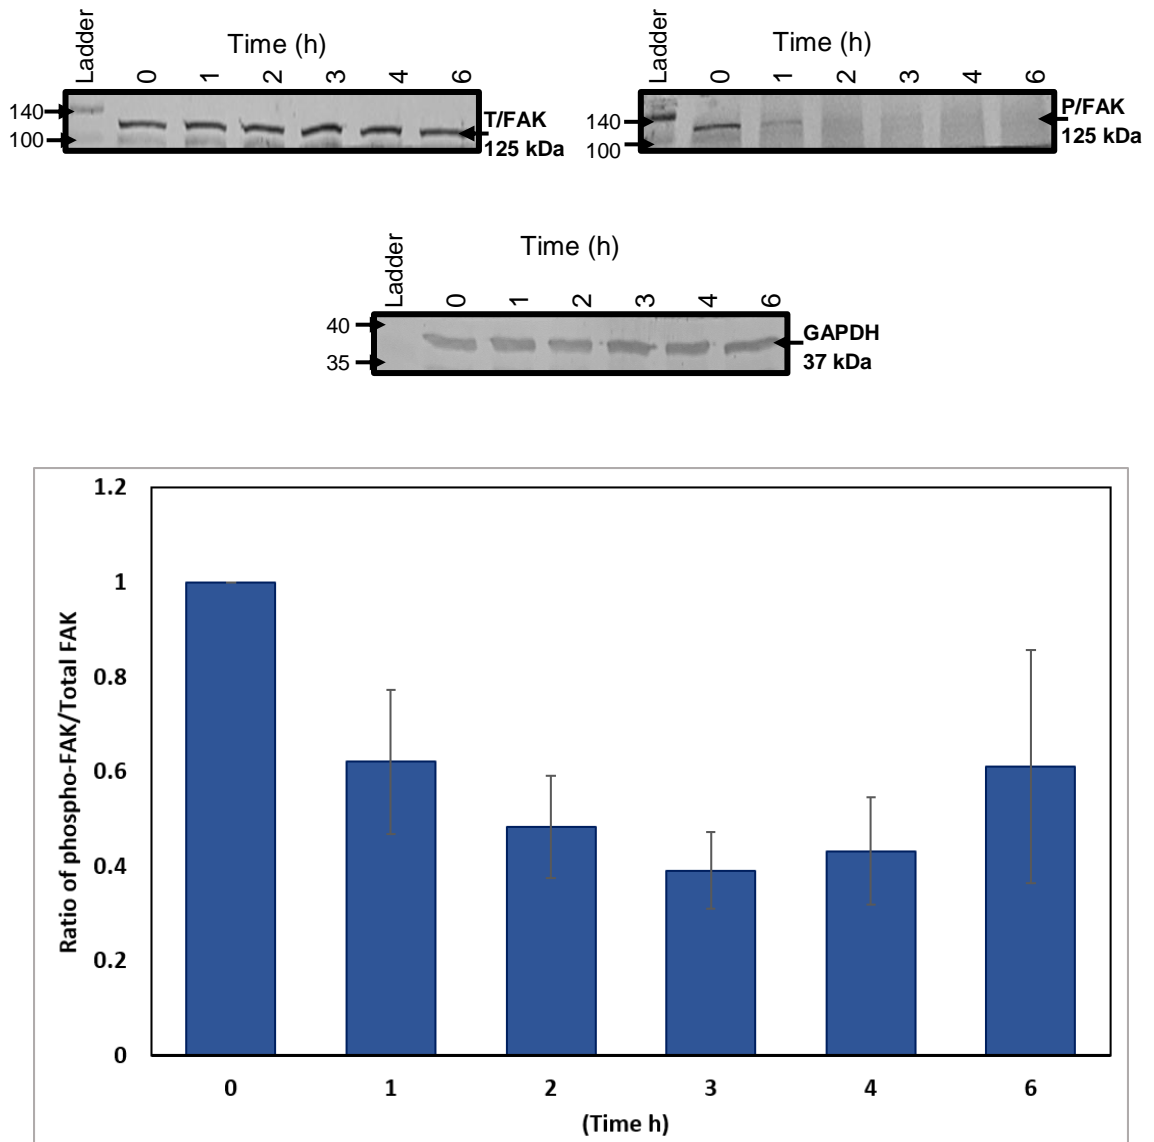 Ladder
Time (h)
0 1 2 3 4 6
140
100
T/FAK
125 kDa
Ladder
Time (h)
0 1 2 3 4 6
140
100
P/FAK
125 kDa
Ladder
Time (h)
0 1 2 3 4 6
40
35
GAPDH
37 kDa
Ratio of phospho-FAK/Total FAK
1.2
1
0.8
0.6
0.4
0.2
0
0 1 2 3 4 6
(Time h)